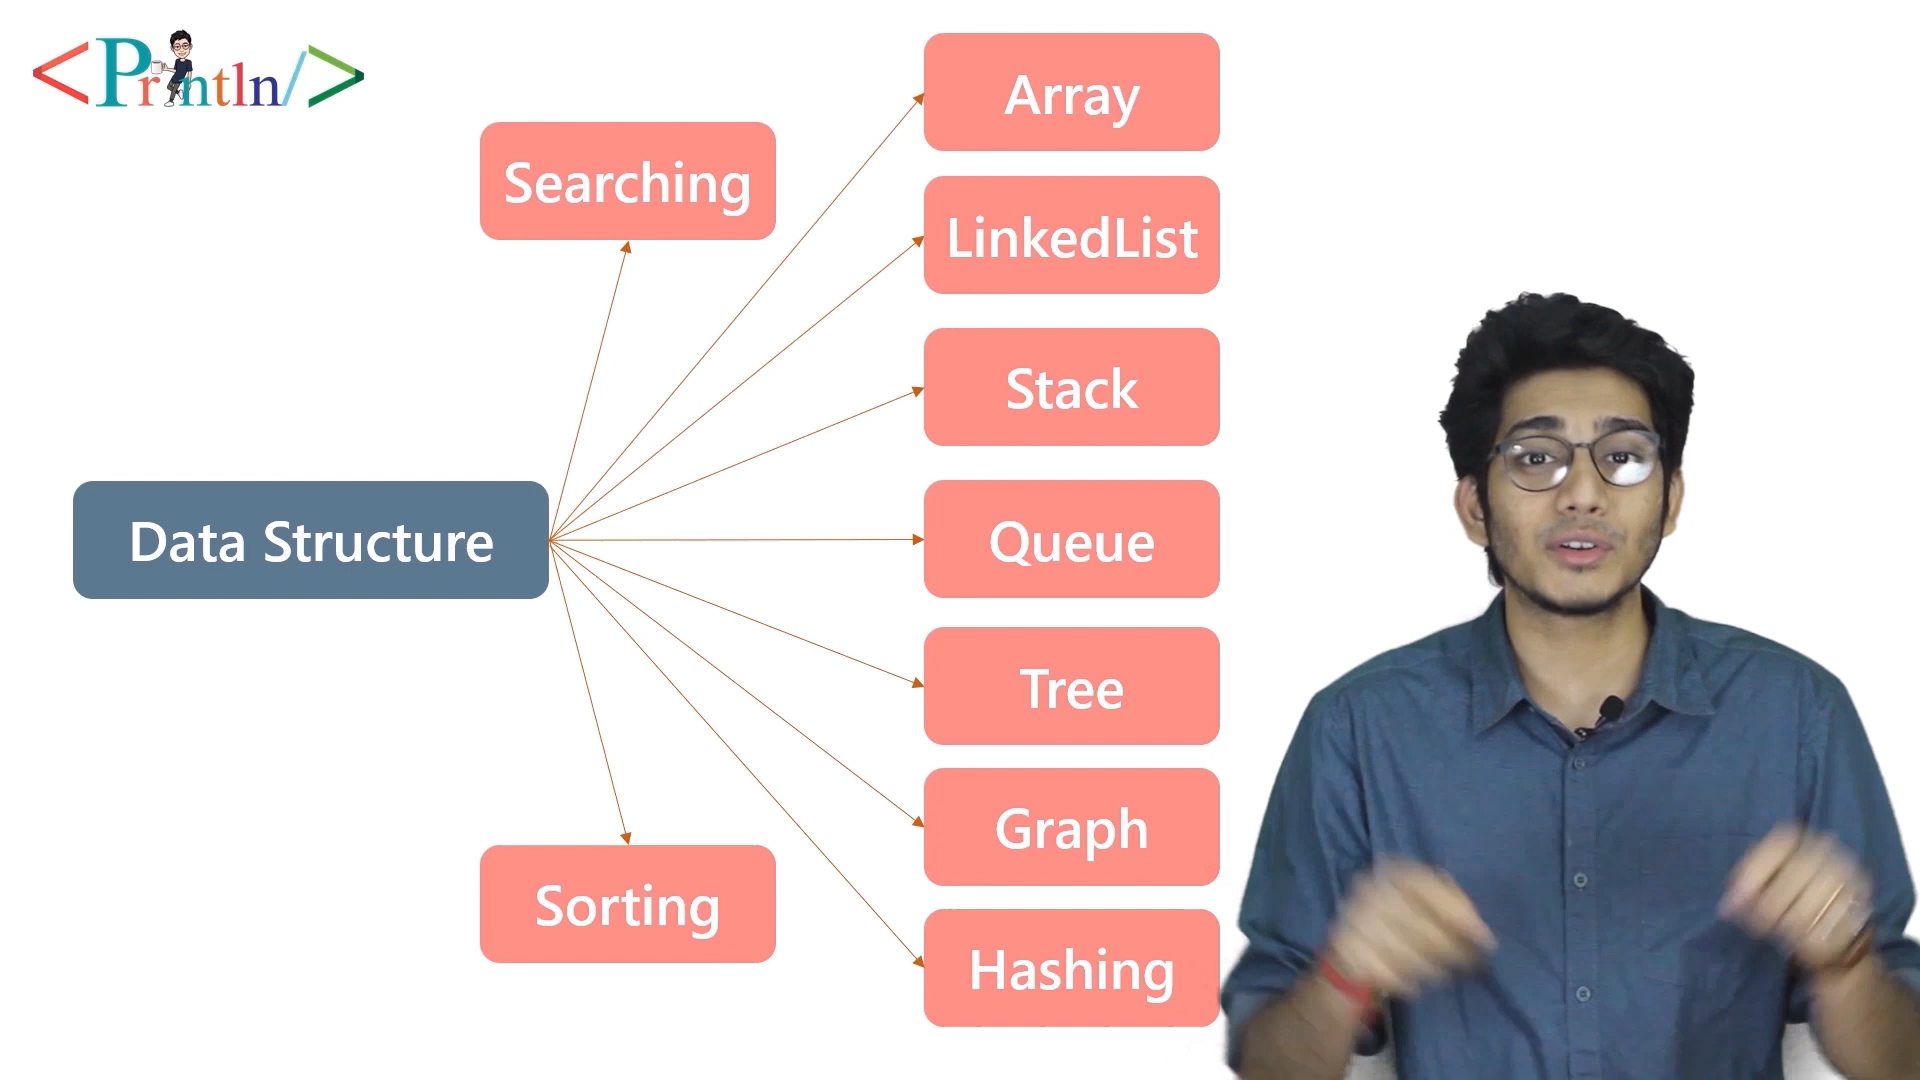 <Println/>
Searching
Data Structure
Sorting
Array
LinkedList
Stack
Queue
Tree
Graph
Hashing